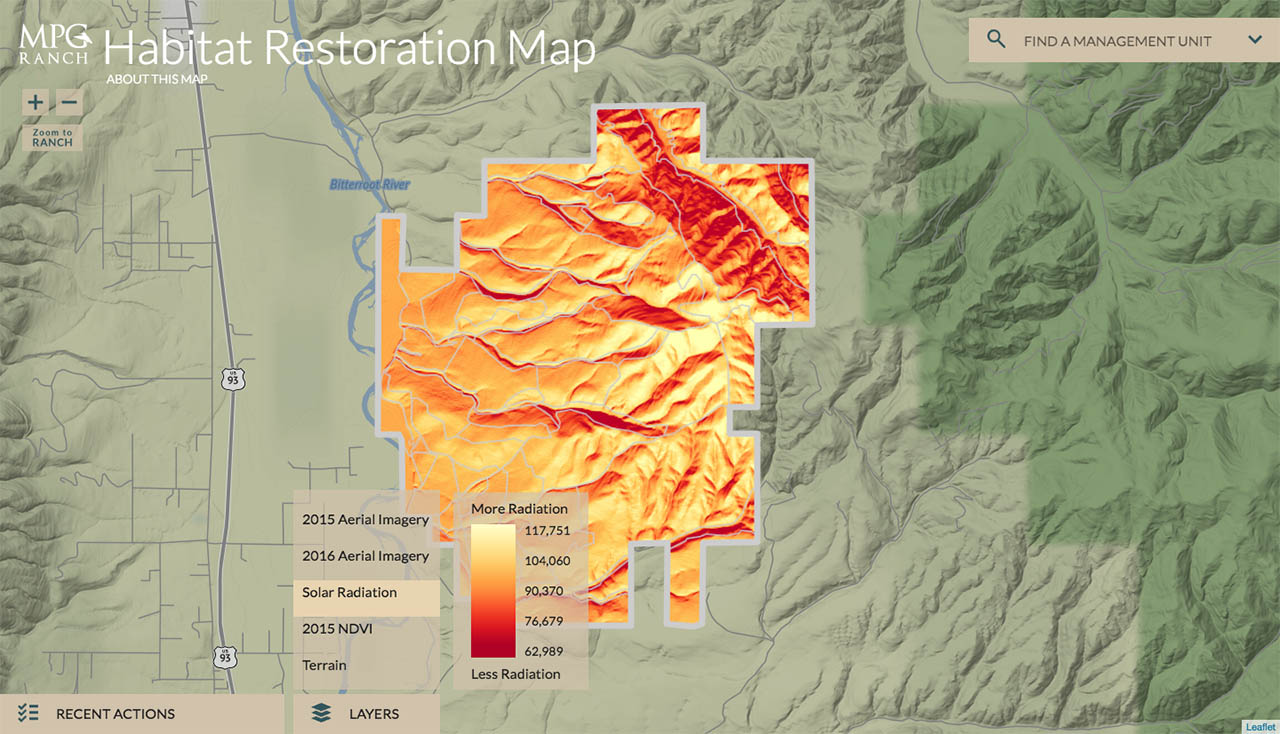 MPG
RANCH
Habitat Restoration Map
ABOUT THIS MAP
FIND A MANAGEMENT UNIT
+
−
Zoom to
RANCH
Bitterroot River
US
93
US
93
2015 Aerial Imagery
2016 Aerial Imagery
Solar Radiation
2015 NDVI
Terrain
More Radiation
117,751
104,060
90,370
76,679
62,989
Less Radiation
RECENT ACTIONS
LAYERS
Leaflet